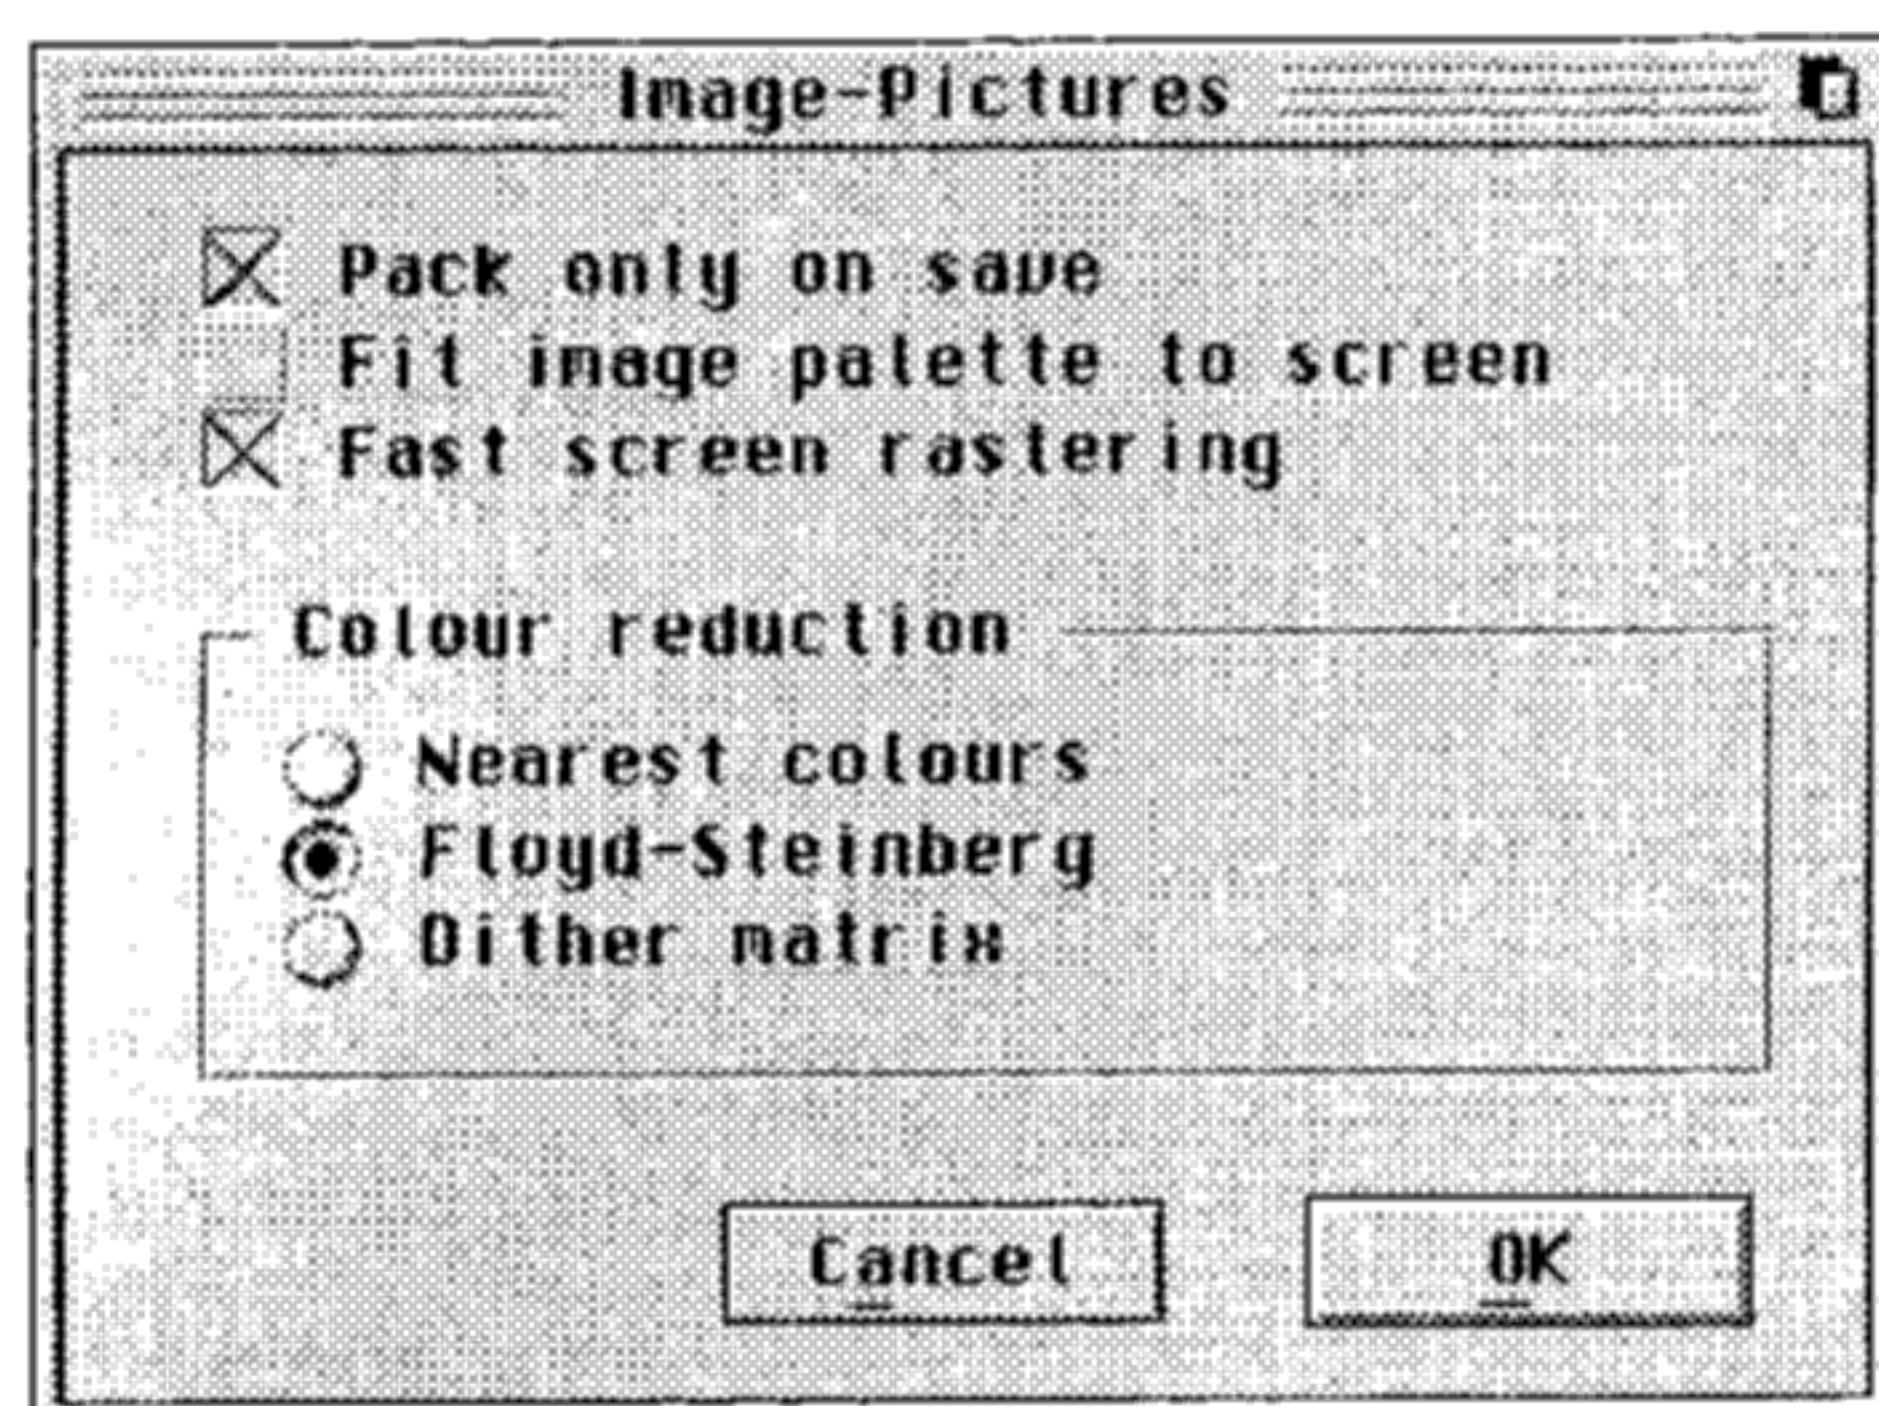 Image-Pictures
Pack only on save
Fit image palette to screen
Fast screen rastering
Colour reduction
Nearest colours
Floyd-Steinberg
Dither matrix
Cancel
OK